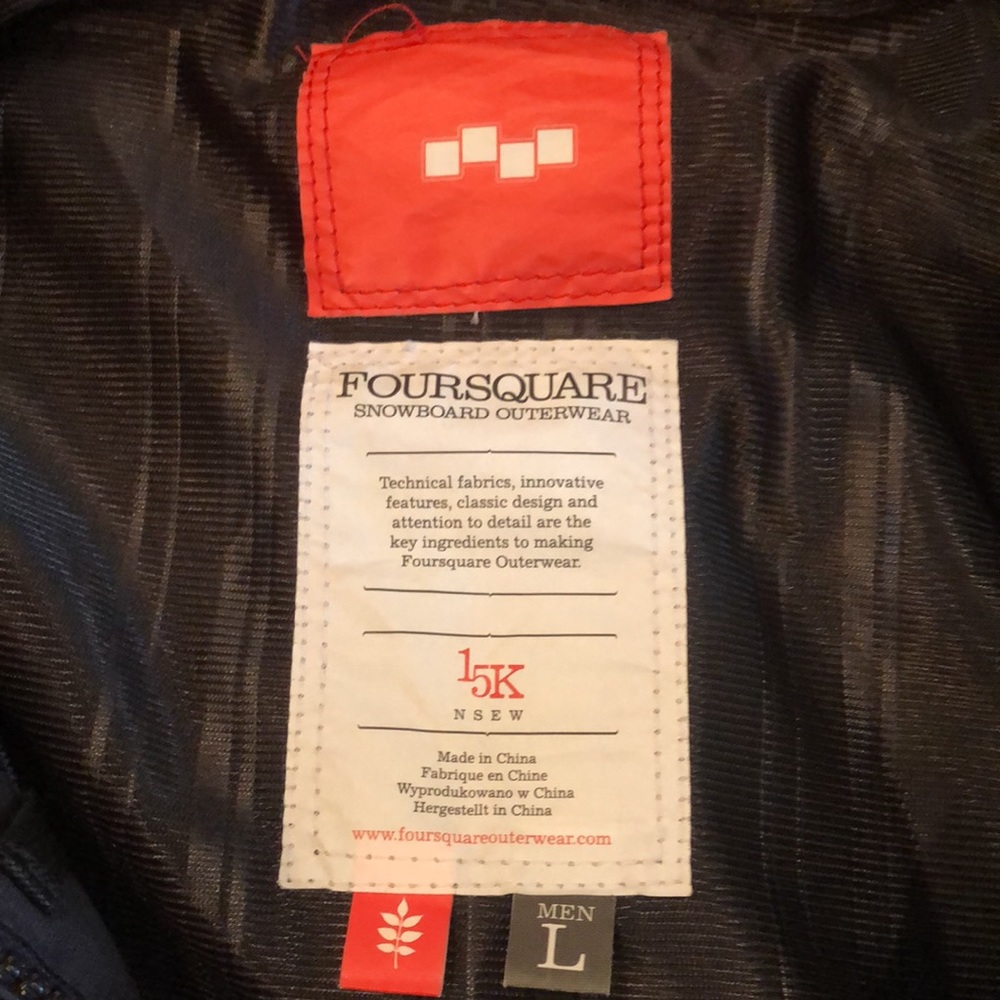 FOURSQUARE
SNOWBOARD OUTERWEAR
Technical fabrics, innovative
features, classic design and
attention to detail are the
key ingredients to making
Foursquare Outerwear.
15K
N S E W
Made in China
Fabrique en Chine
Wyprodukowano w China
Hergestellt in China
www.foursquareouterwear.com
MEN
L